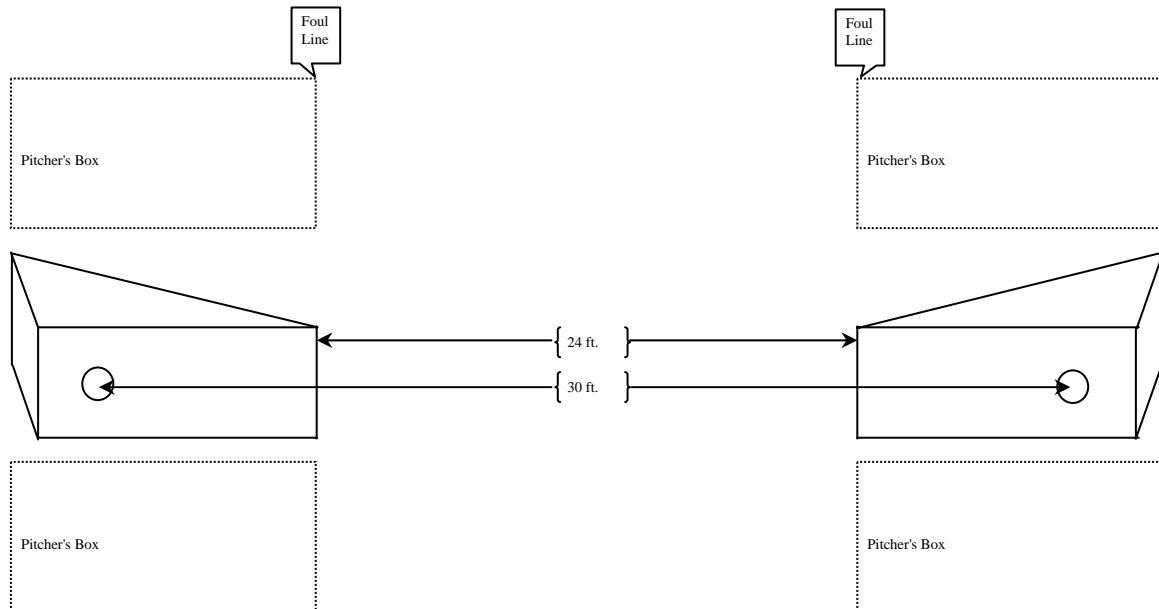 Foul
Line
Foul
Line
Pitcher's Box
Pitcher's Box
24 ft.
30 ft.
Pitcher's Box
Pitcher's Box